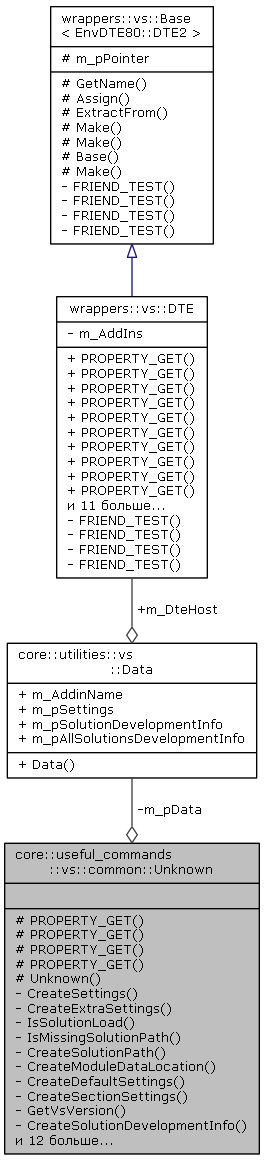 wrappers::vs::Base
< EnvDTE80::DTE2 >
# m_pPointer
# GetName()
# Assign()
# ExtractFrom()
# Make()
# Make()
# Base()
# Make()
- FRIEND_TEST()
- FRIEND_TEST()
- FRIEND_TEST()
- FRIEND_TEST()
wrappers::vs::DTE
- m_AddIns
+ PROPERTY_GET()
+ PROPERTY_GET()
+ PROPERTY_GET()
+ PROPERTY_GET()
+ PROPERTY_GET()
+ PROPERTY_GET()
+ PROPERTY_GET()
+ PROPERTY_GET()
+ PROPERTY_GET()
+ PROPERTY_GET()
и 11 больше...
- FRIEND_TEST()
- FRIEND_TEST()
- FRIEND_TEST()
- FRIEND_TEST()
+m_DteHost
core::utilities::vs
::Data
+ m_AddinName
+ m_pSettings
+ m_pSolutionDevelopmentInfo
+ m_pAllSolutionsDevelopmentInfo
+ Data()
-m_pData
core::useful_commands
::vs::common::Unknown
# PROPERTY_GET()
# PROPERTY_GET()
# PROPERTY_GET()
# PROPERTY_GET()
# Unknown()
- CreateSettings()
- CreateExtraSettings()
- IsSolutionLoad()
- IsMissingSolutionPath()
- CreateSolutionPath()
- CreateModuleDataLocation()
- CreateDefaultSettings()
- CreateSectionSettings()
- GetVsVersion()
- CreateSolutionDevelopmentInfo()
и 12 больше...